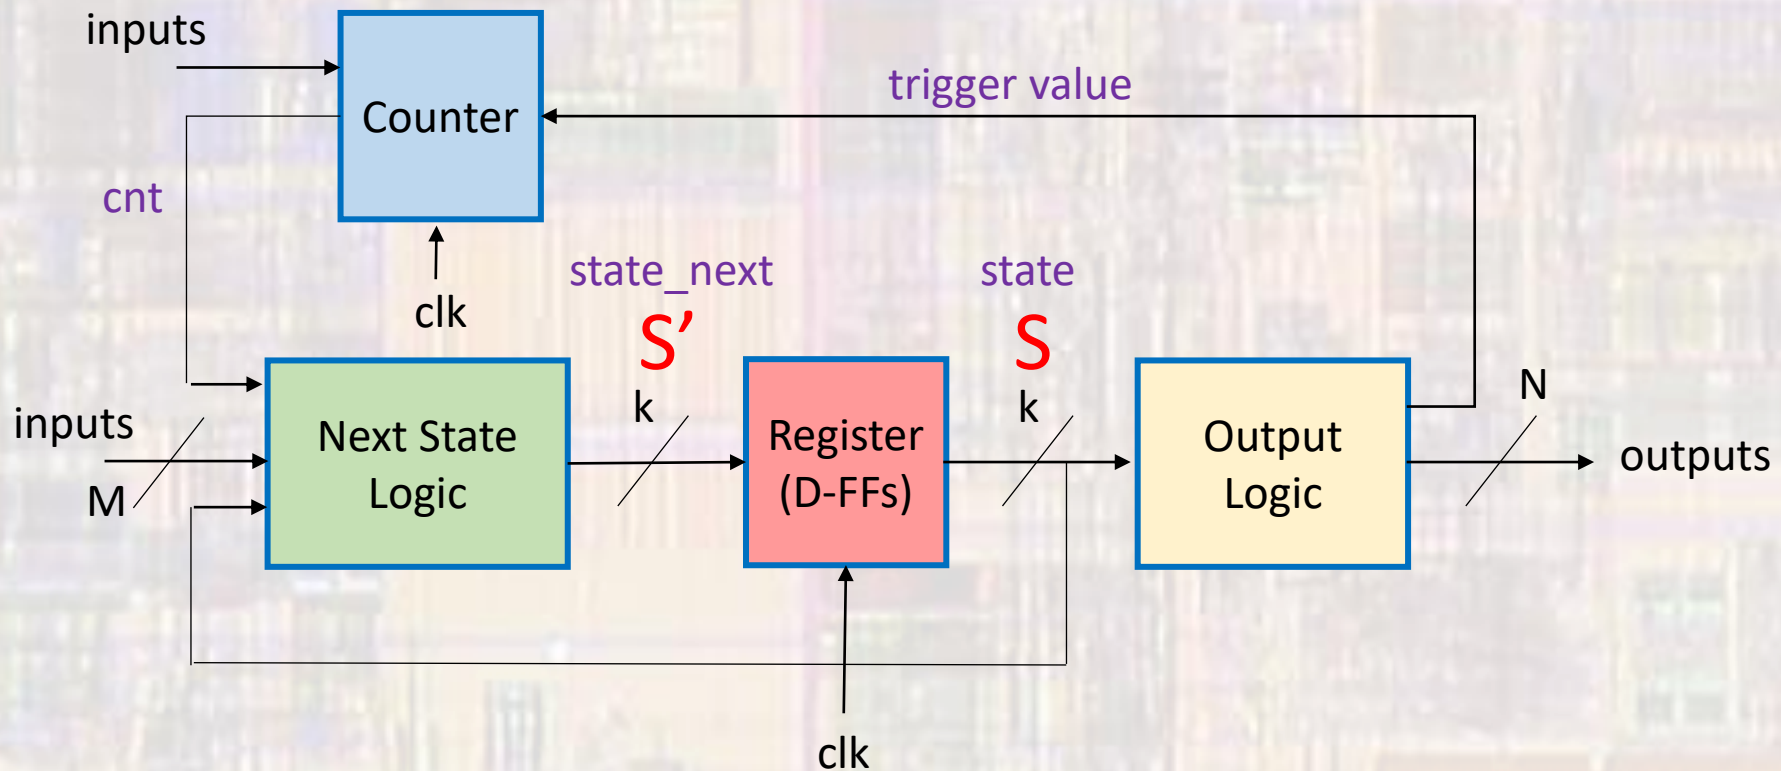 inputs
Counter
trigger value
cnt
clk
state_next
S’
k
state
S
k
N
inputs
M
Next State
Logic
Register
(D-FFs)
Output
Logic
outputs
clk